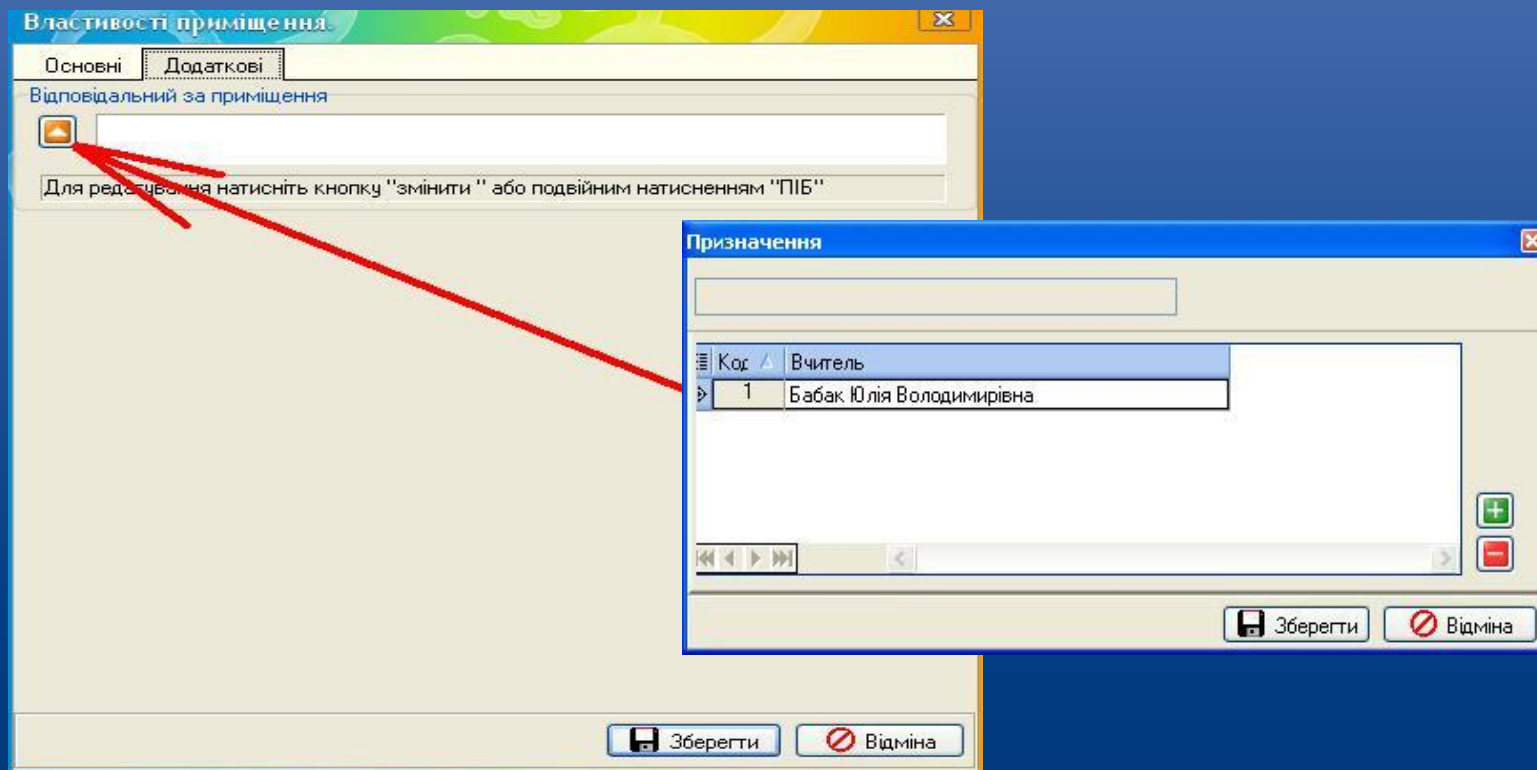 Властивості приміщення.
Основні Додаткові
Відповідальний за приміщення
Для редагування натисніть кнопку "змінити " або подвійним натисненням "ПІБ"
Призначення
Код Вчитель
1 Бабак Юлія Володимирівна
Зберегти Відміна
Зберегти Відміна